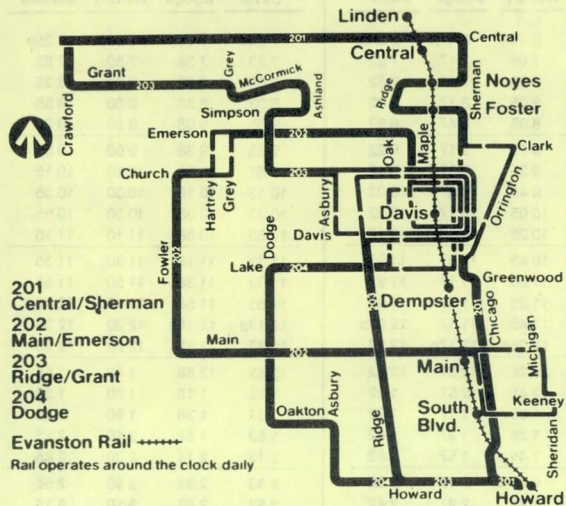 Linden
201
Central
Central
Grant
203
Grey
McCormick
Ridge
Sherman
Noyes
Ashland
Foster
Simpson
Crawford
Emerson
202
Oak
Maple
Clark
Church
Hartrey
Grey
Asbury
Orrington
Davis
Davis
Dodge
Fowler
202
Lake
204
Greenwood
203
Dempster
201
Chicago
Michigan
201
Central/Sherman
202
Main/Emerson
203
Ridge/Grant
204
Dodge
Main
202
Main
Asbury
Oakton
Ridge
South
Blvd.
Keeney
Sheridan
Evanston Rail
Rail operates around the clock daily
204
203
201
Howard
Howard